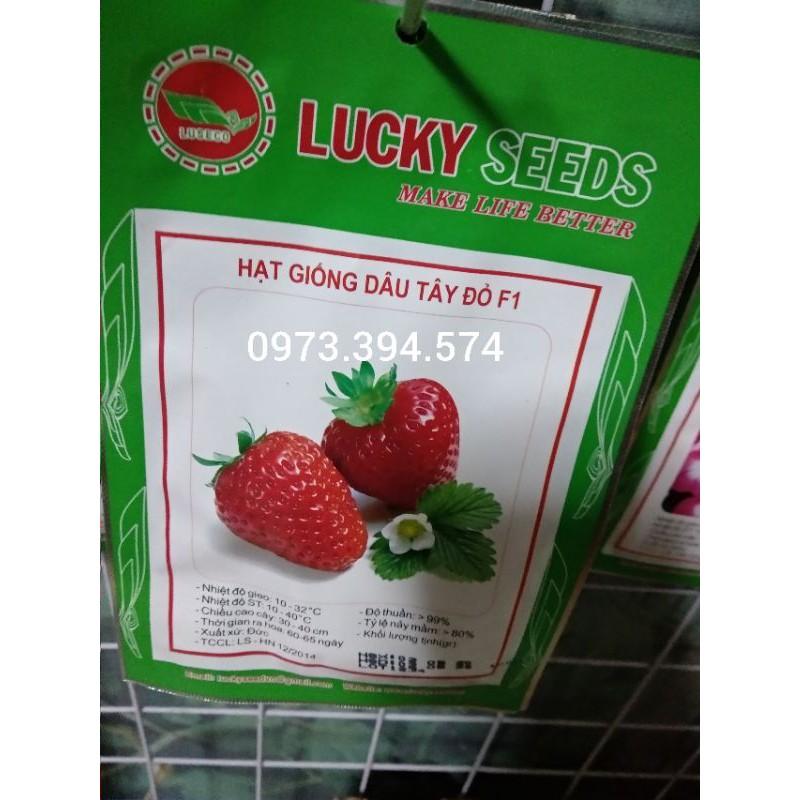 LUSECO
LUCKY SEEDS
MAKE LIFE BETTER
HẠT GIỐNG DÂU TÂY ĐỎ F1
0973.394.574
- Nhiệt độ gieo: 10 - 32°C
- Nhiệt độ ST: 10 - 40°C
- Chiều cao cây: 30 - 40 cm
- Thời gian ra hoa: 60-65 ngày
- Xuất xứ: Đức
- TCCL: LS - HN 12/2014
- Độ thuần: > 99%
- Tỷ lệ nảy mầm: > 80%
- Khối lượng tịnh(gr):
Email: